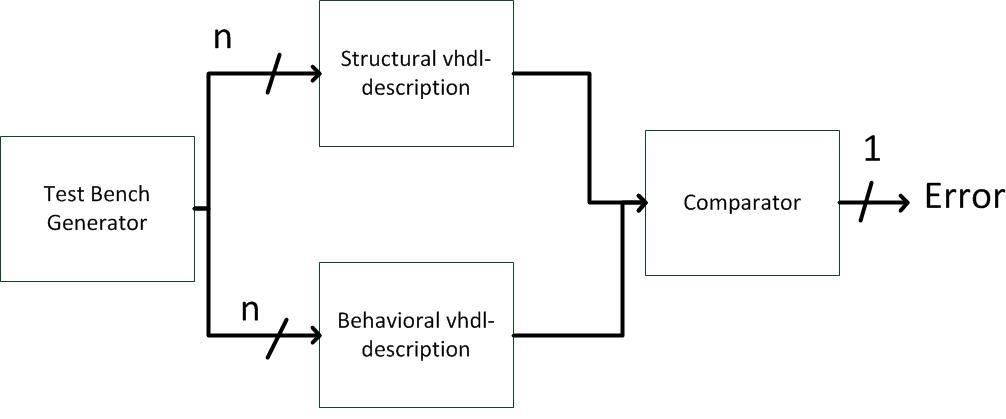 n
Structural vhdl-
description
Test Bench
Generator
Comparator
1
Error
n
Behavioral vhdl-
description